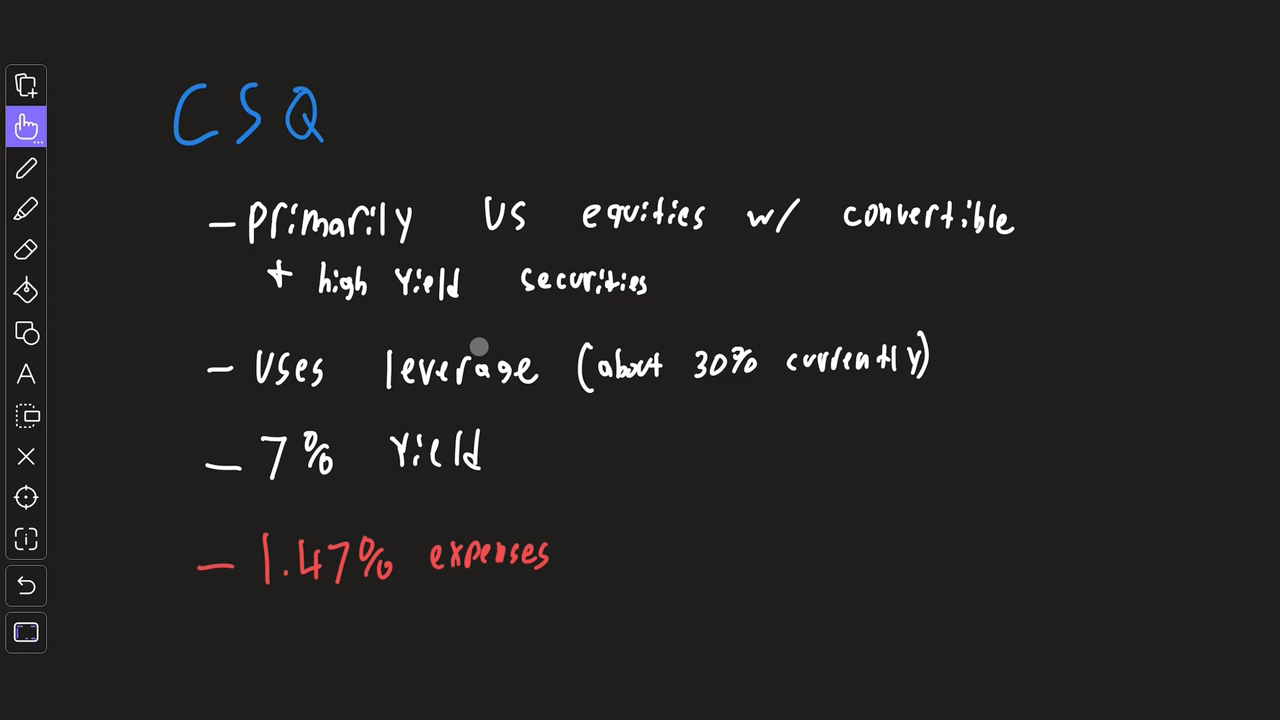 CSQ
- Primarily US equities w/ convertible
+ high Yield securities
- Uses leverage (about 30% currently)
- 7% Yield
- 1.47% expenses